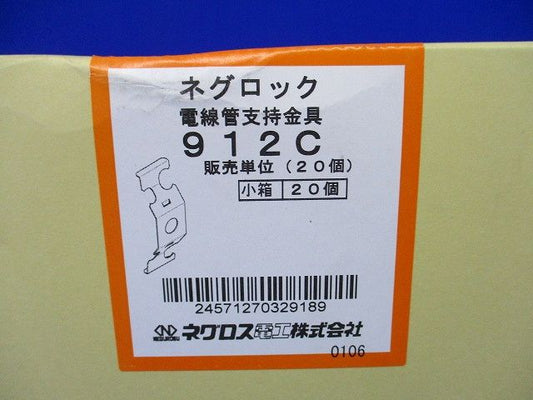 ネグロック
電線管支持金具
912C
販売単位(20個)
小箱 20個
24571270329189
NEGUROSU ネグロス電工株式会社
0106